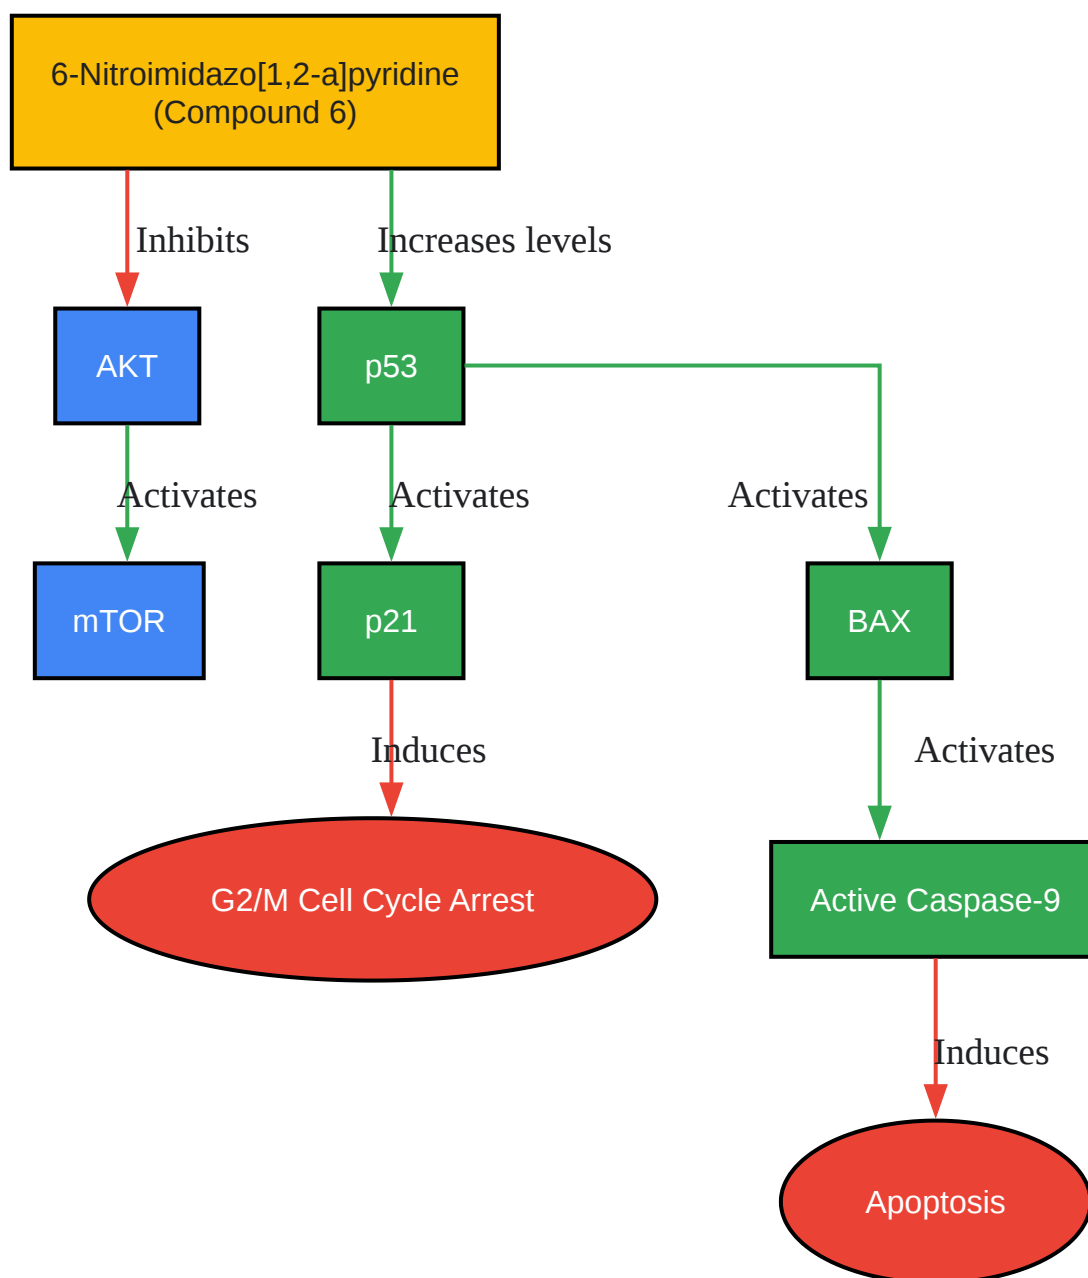 6-Nitroimidazo[1,2-a]pyridine
(Compound 6)
Inhibits
Increases levels
AKT
p53
Activates
Activates
Activates
mTOR
p21
BAX
Induces
Activates
G2/M Cell Cycle Arrest
Active Caspase-9
Induces
Apoptosis